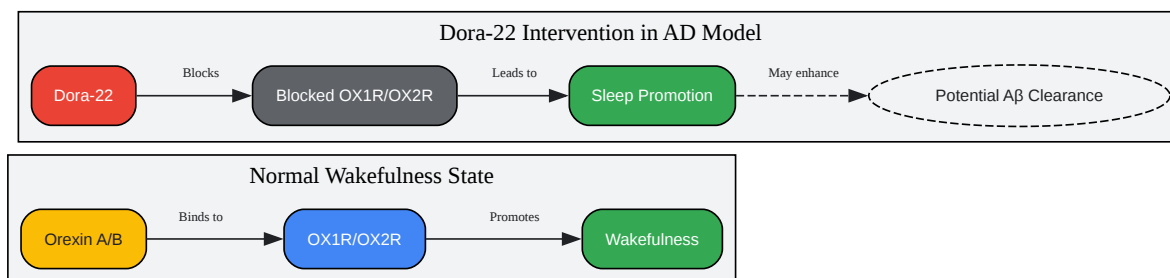 Dora-22 Intervention in AD Model
Dora-22
Blocks
Blocked OX1R/OX2R
Leads to
Sleep Promotion
May enhance
Potential Aβ Clearance
Normal Wakefulness State
Orexin A/B
Binds to
OX1R/OX2R
Promotes
Wakefulness